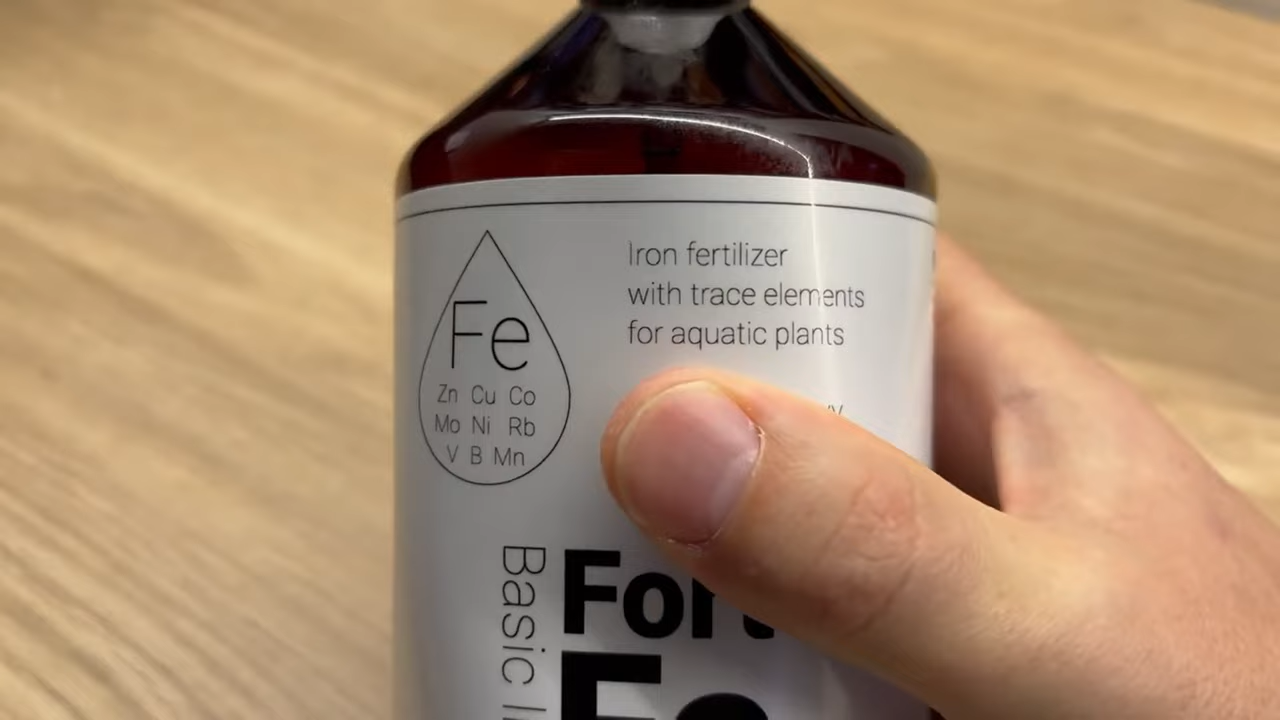 Fe
Zn Cu Co
Mo Ni Rb
V B Mn
Iron fertilizer
with trace elements
for aquatic plants
Basic